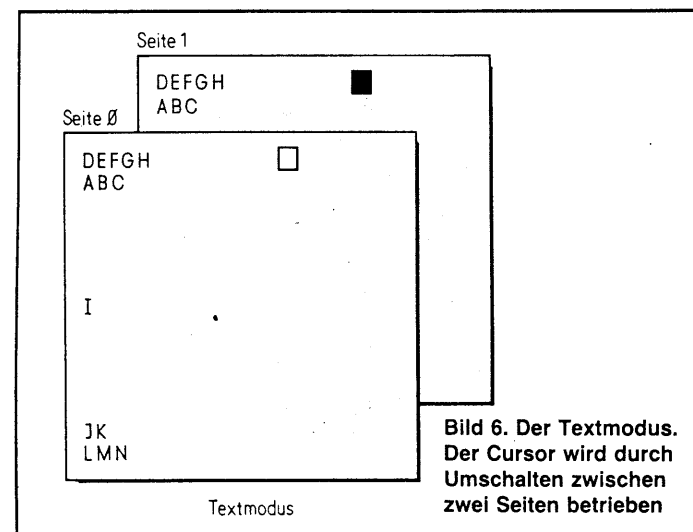 Seite 1
DEFGH
ABC
Seite Ø
DEFGH
ABC
I
JK
LMN
Textmodus
Bild 6. Der Textmodus.
Der Cursor wird durch
Umschalten zwischen
zwei Seiten betrieben